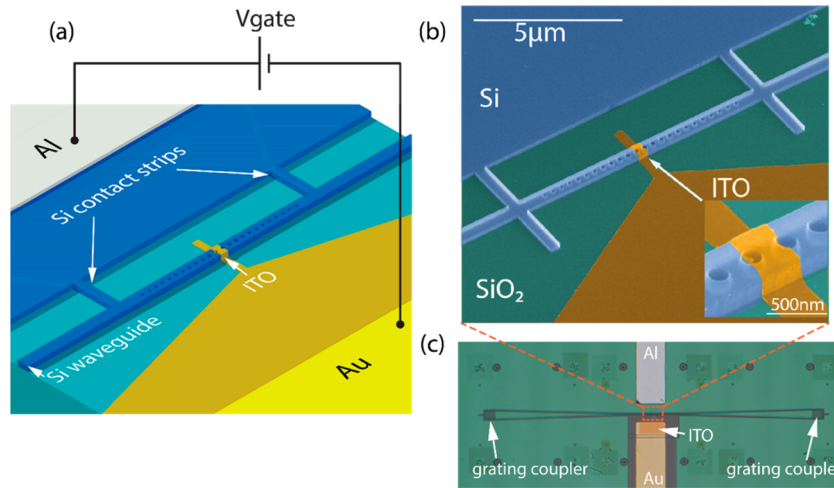 (a)
Vgate
Al
Si contact strips
ITO
Si waveguide
Au
(b)
5μm
Si
ITO
SiO₂
500nm
(c)
Al
ITO
grating coupler
grating couple
Au